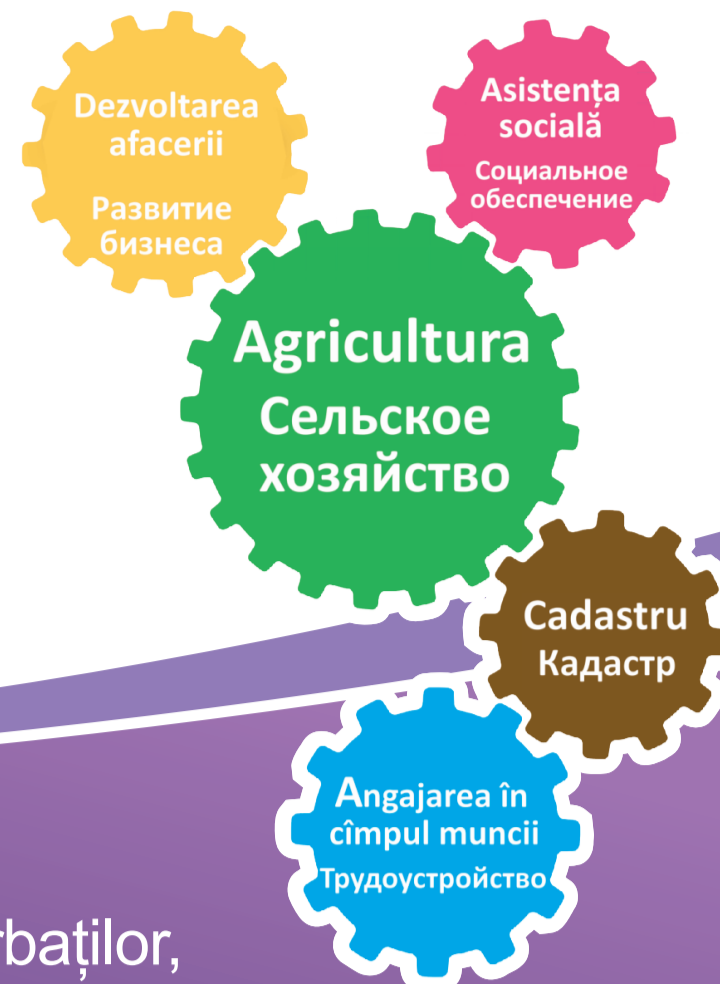 Dezvoltarea
afacerii
Развитие
бизнеса
Asistența
socială
Социальное
обеспечение
Agricultura
Сельское
хозяйство
Cadastru
Кадастр
Angajarea în
cîmpul muncii
Трудоустройство
rbaților,